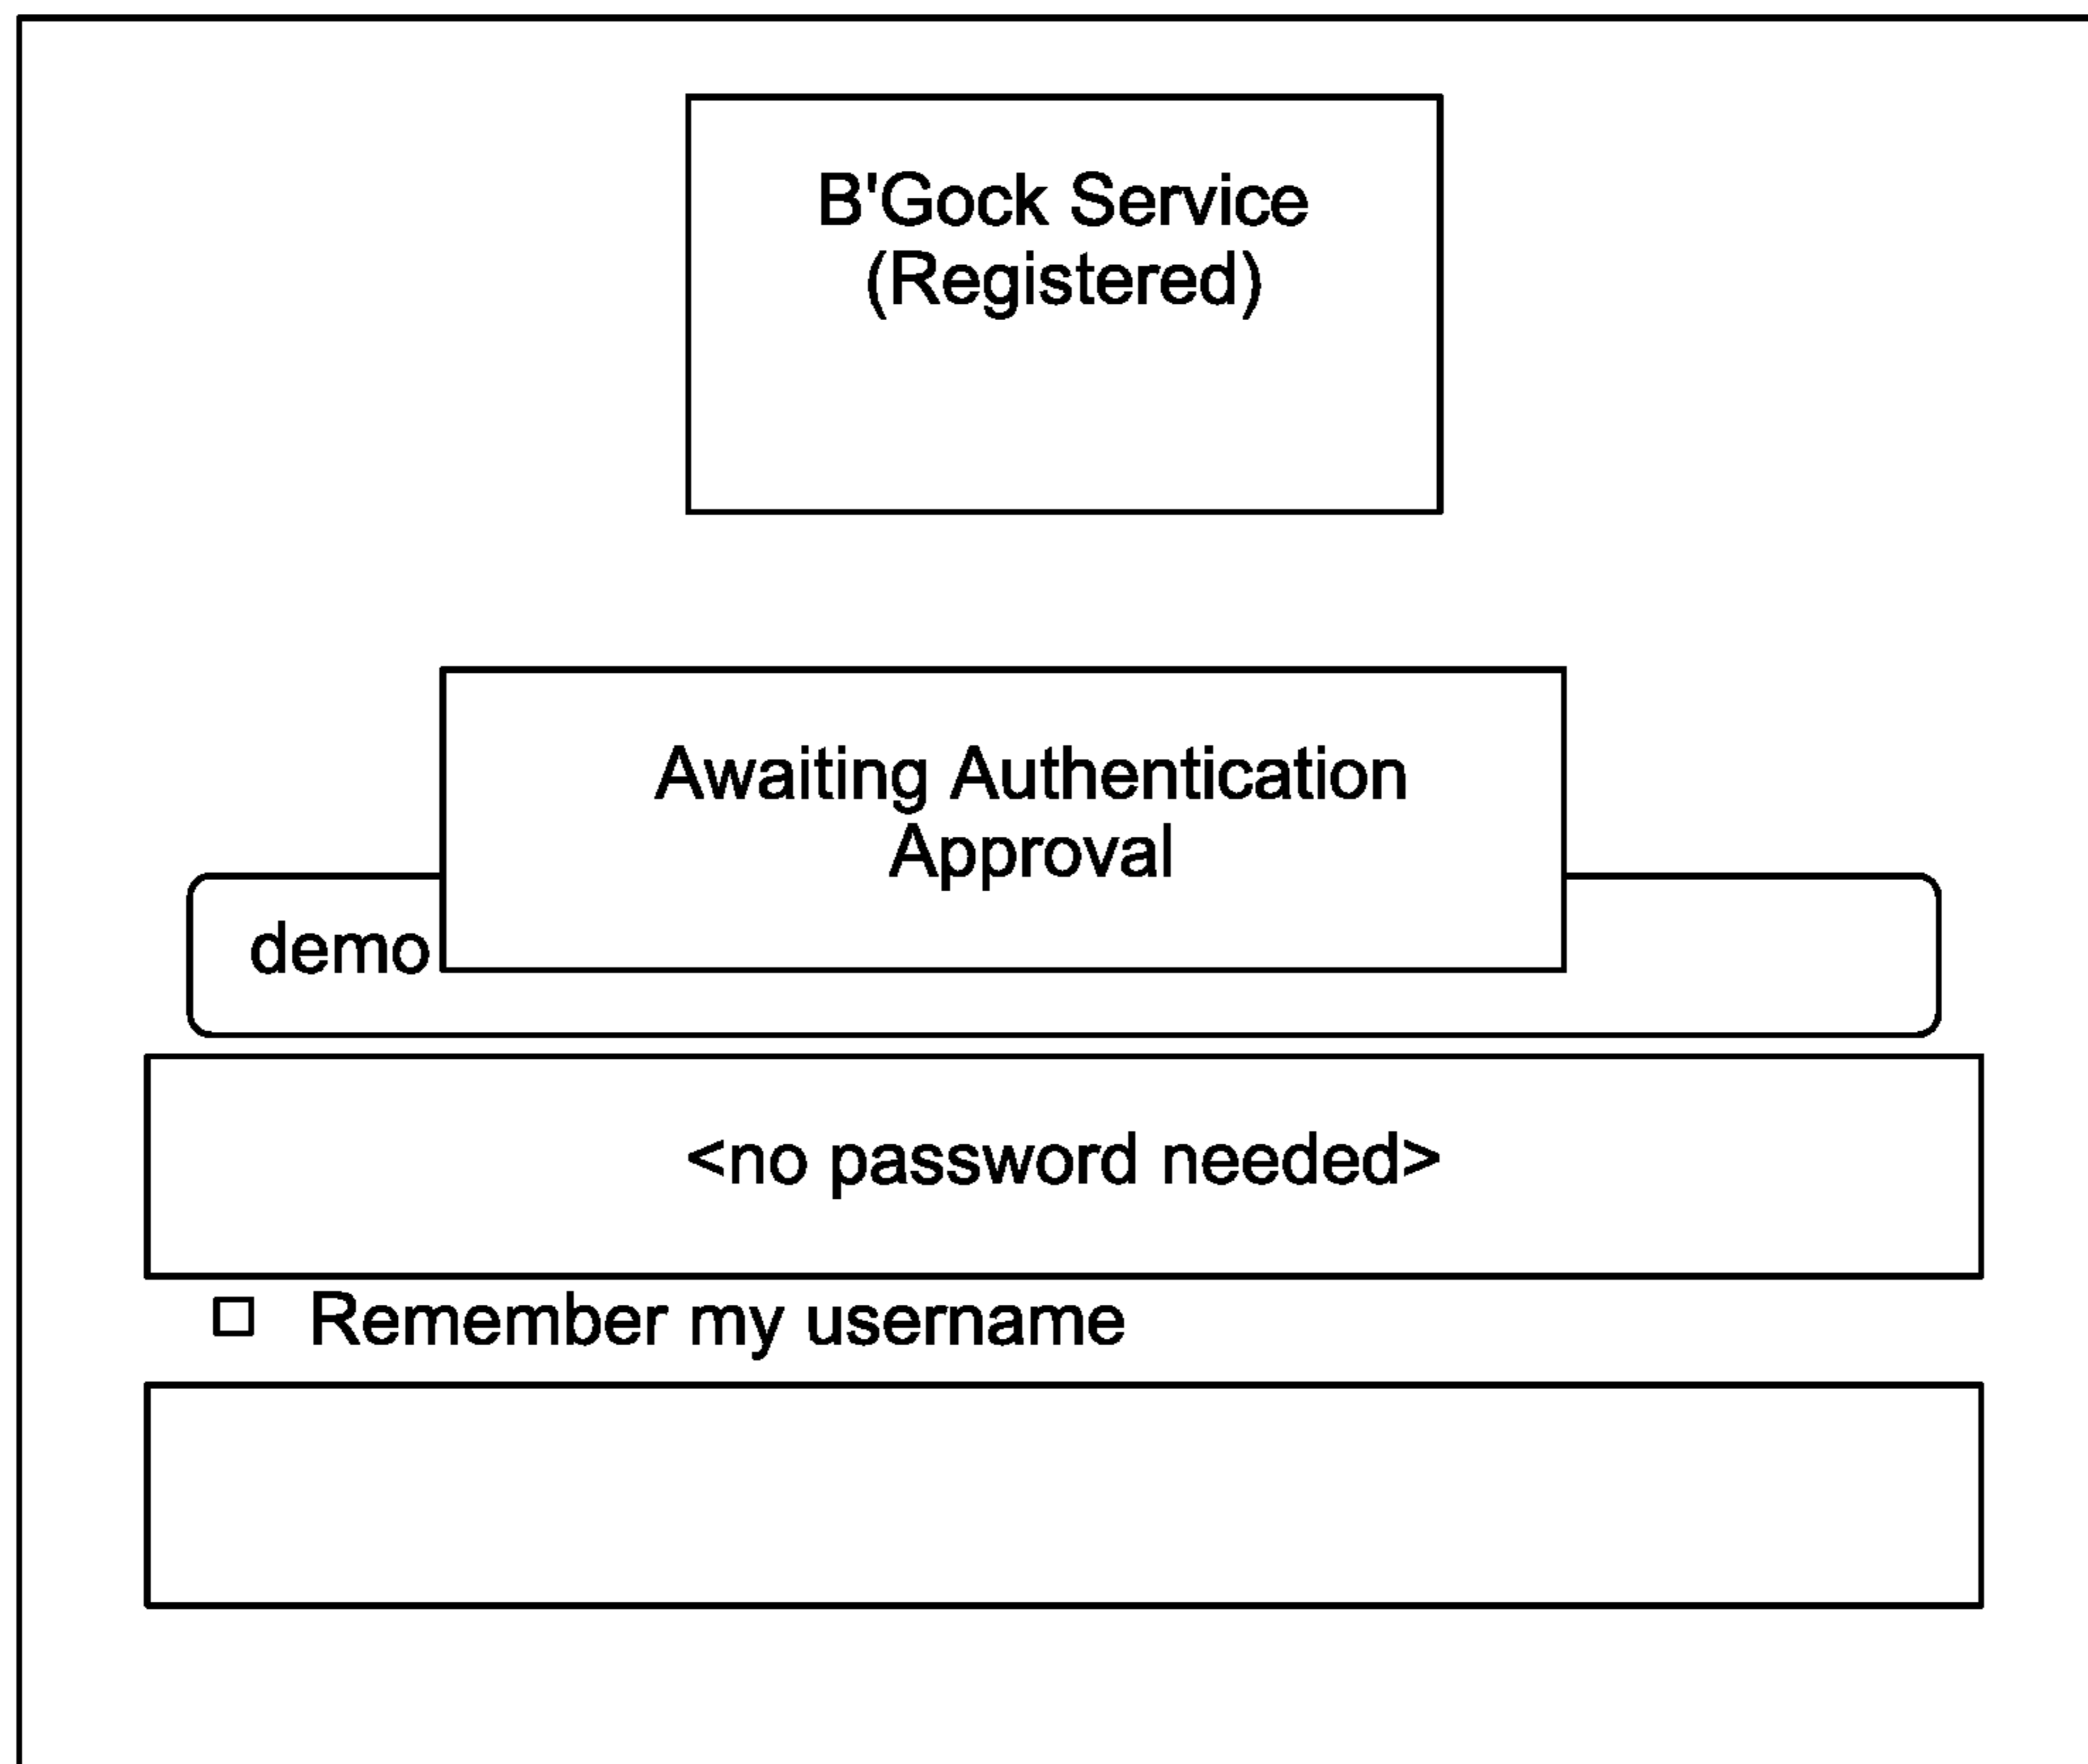 B'Gock Service
(Registered)
Awaiting Authentication
Approval
demo
<no password needed>
Remember my username